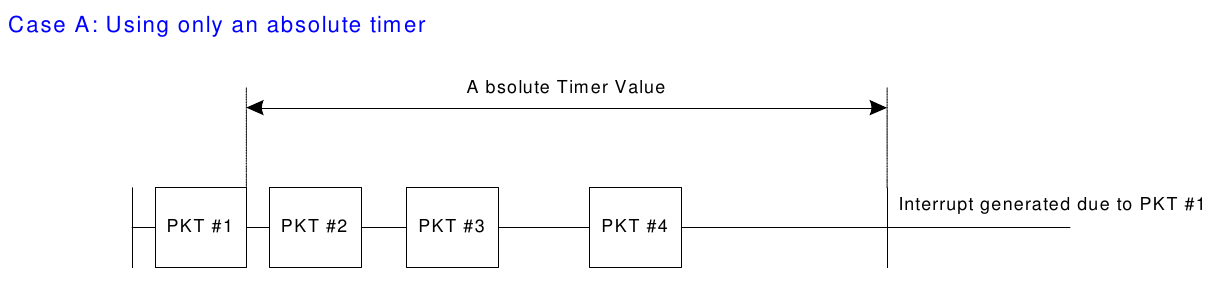 Case A: Using only an absolute timer
A bsolute Timer Value
Interrupt generated due to PKT #1
PKT #1
PKT #2
PKT #3
PKT #4